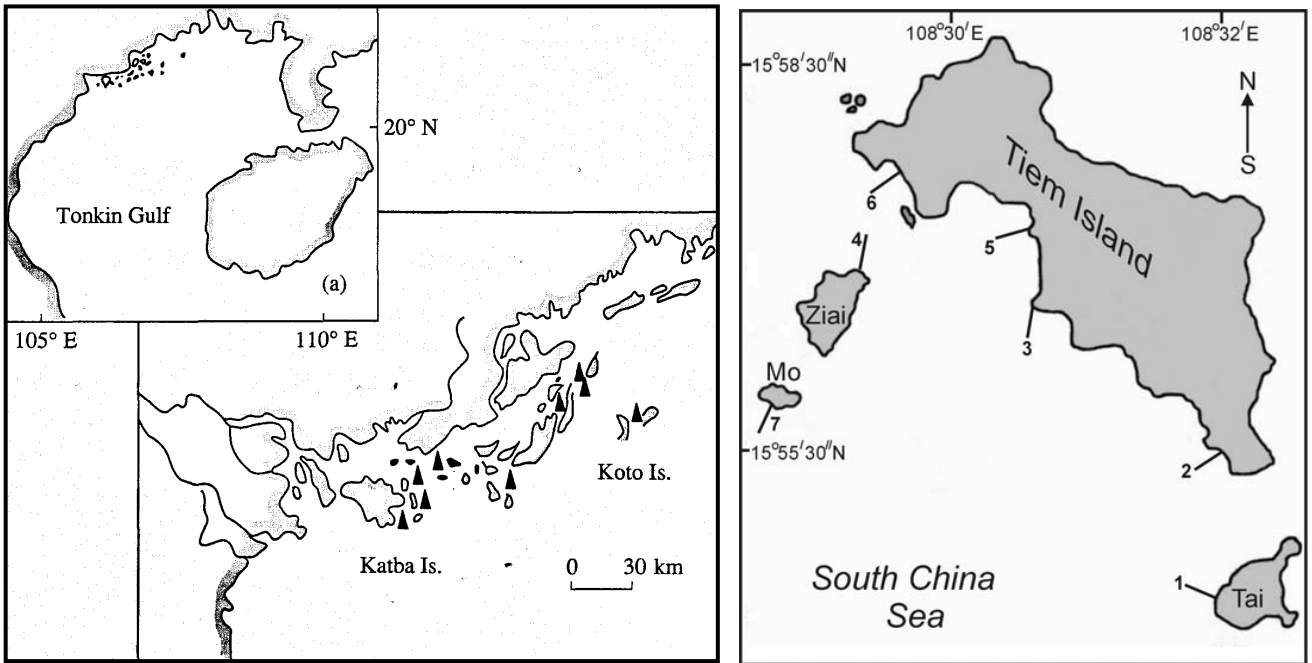 20° N
Tonkin Gulf
(a)
105° E
110° E
Koto Is.
Katba Is.
0 30 km
108°30'E
108°32'E
15°58'30"N
N
S
Tiem Island
6
4
5
Ziai
3
Mo
7
15°55'30"N
2
South China
Sea
1
Tai